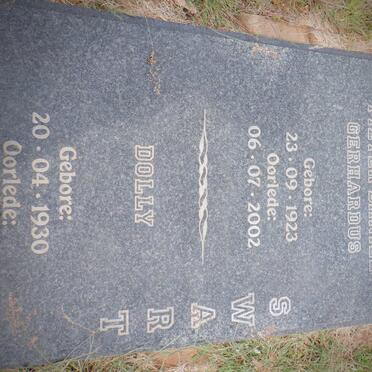 GERHARDUS
Gebore:
23 · 09 · 1923
Oorlede:
06 · 07 · 2002
DOLLY
Gebore:
20 · 04 · 1930
Oorlede:
SWART